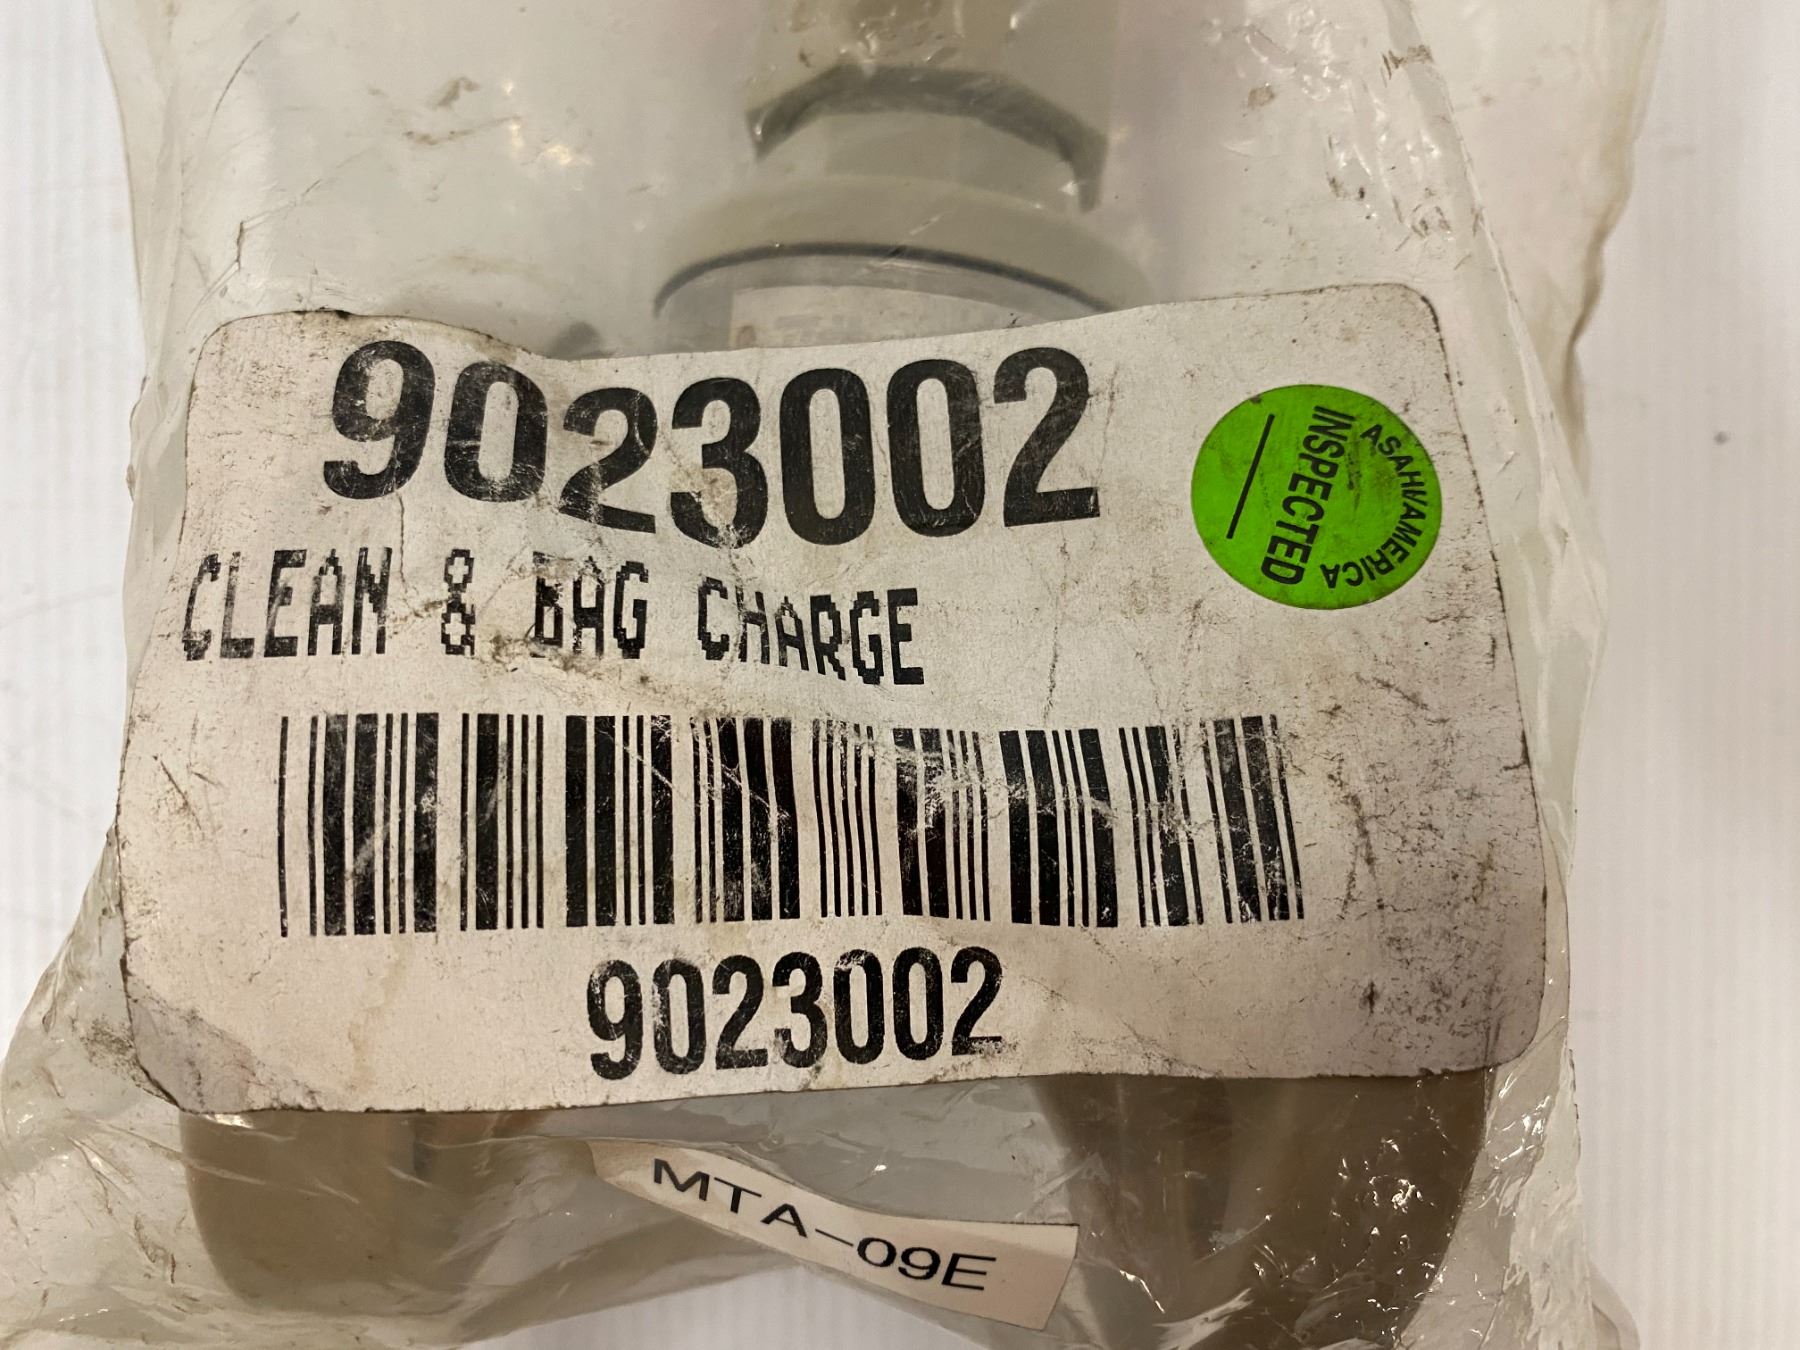 9023002
ASAHI/AMERICA
INSPECTED
CLEAN & BAG CHARGE
9023002
MTA-09E